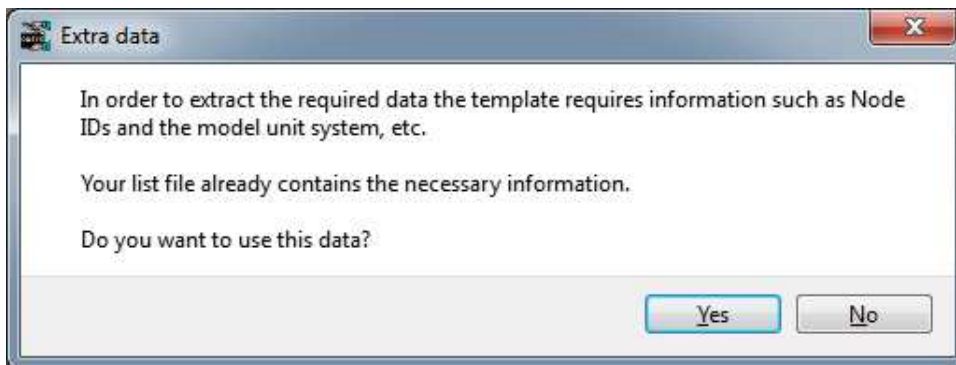 Extra data
In order to extract the required data the template requires information such as Node
IDs and the model unit system, etc.
Your list file already contains the necessary information.
Do you want to use this data?
Yes
No